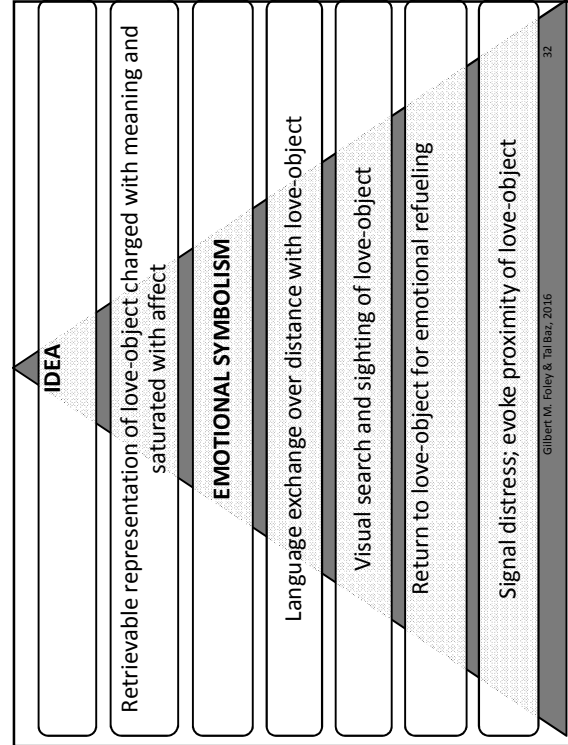 IDEA
Retrievable representation of love-object charged with meaning and
saturated with affect
EMOTIONAL SYMBOLISM
Language exchange over distance with love-object
Visual search and sighting of love-object
Return to love-object for emotional refueling
Signal distress; evoke proximity of love-object
Gilbert M. Foley & Tal Baz, 2016
32